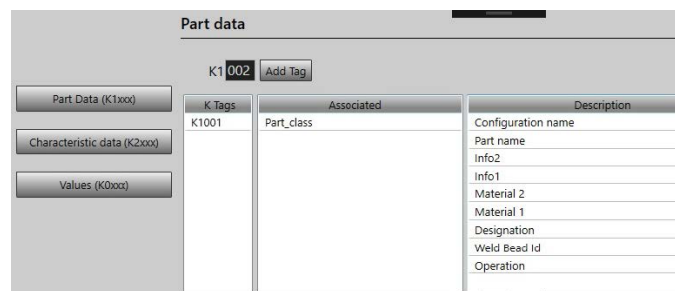 Part data
K1 002 Add Tag
Part Data (K1xxx)
Characteristic data (K2xxx)
Values (K0xxx)
K Tags Associated Description
K1001 Part_class Configuration name
Part name
Info2
Info1
Material 2
Material 1
Designation
Weld Bead Id
Operation